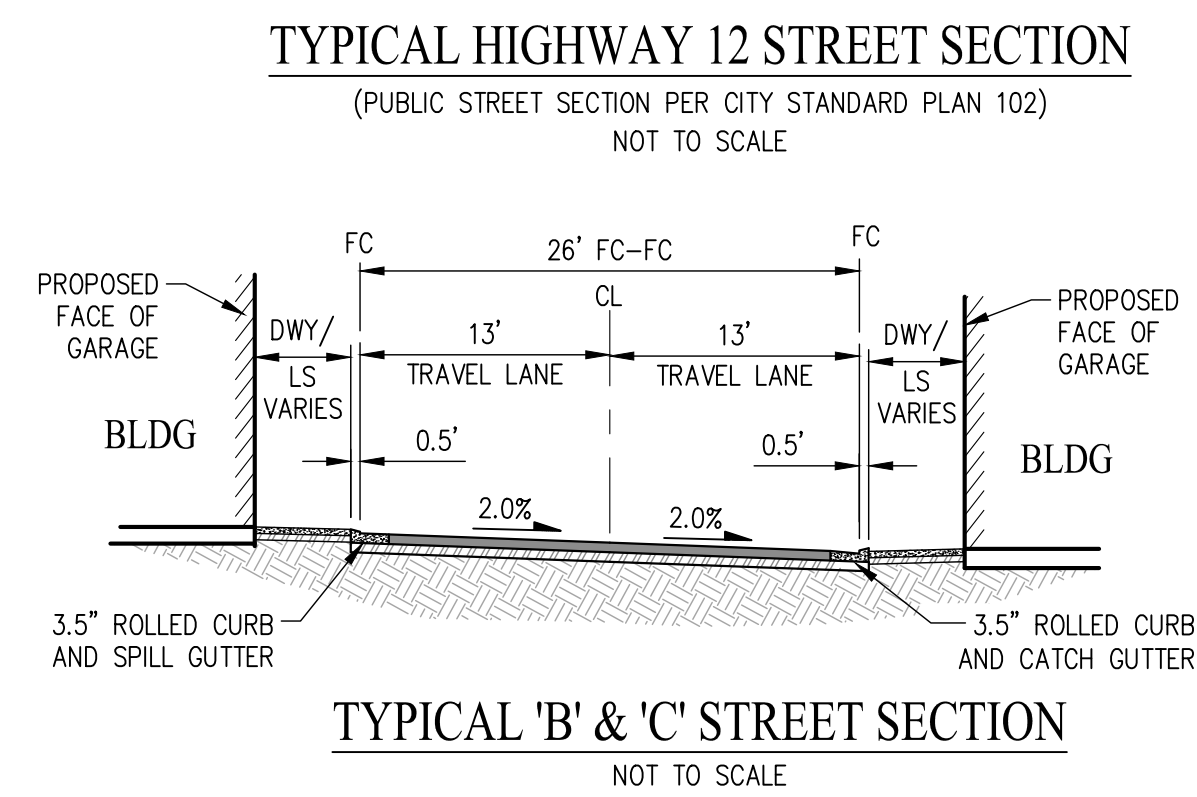 TYPICAL HIGHWAY 12 STREET SECTION
(PUBLIC STREET SECTION PER CITY STANDARD PLAN 102)
NOT TO SCALE
FC
26' FC–FC
FC
PROPOSED
FACE OF
GARAGE
DWY/
LS
VARIES
CL
13'
TRAVEL LANE
13'
TRAVEL LANE
DWY/
LS
VARIES
PROPOSED
FACE OF
GARAGE
BLDG
0.5'
0.5'
BLDG
2.0%
2.0%
3.5” ROLLED CURB
AND SPILL GUTTER
3.5” ROLLED CURB
AND CATCH GUTTER
TYPICAL 'B' & 'C' STREET SECTION
NOT TO SCALE